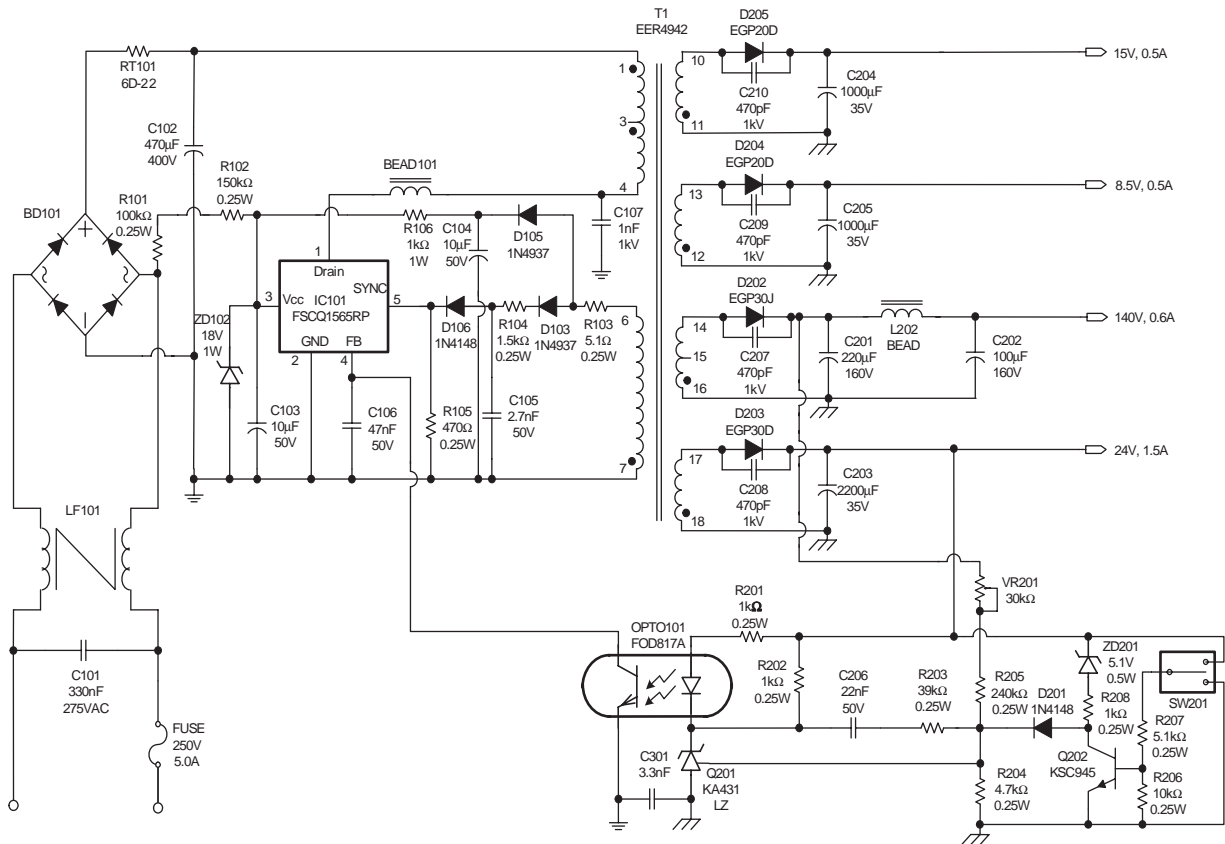 T1
EER4942
RT101
6D-22
C102
470µF
400V
BD101
R101
100kΩ
0.25W
R102
150kΩ
0.25W
BEAD101
R106
1kΩ
1W
C104
10µF
50V
D105
1N4937
C107
1nF
1kV
1
3
4
6
7
1
Drain
3
Vcc
IC101
FSCQ1565RP
SYNC
5
GND
2
FB
4
ZD102
18V
1W
C103
10µF
50V
C106
47nF
50V
R105
470Ω
0.25W
D106
1N4148
R104
1.5kΩ
0.25W
D103
1N4937
R103
5.1Ω
0.25W
C105
2.7nF
50V
LF101
C101
330nF
275VAC
FUSE
250V
5.0A
10
11
D205
EGP20D
C210
470pF
1kV
C204
1000µF
35V
15V, 0.5A
13
12
D204
EGP20D
C209
470pF
1kV
C205
1000µF
35V
8.5V, 0.5A
14
15
16
D202
EGP30J
C207
470pF
1kV
C201
220µF
160V
L202
BEAD
C202
100µF
160V
140V, 0.6A
17
18
D203
EGP30D
C208
470pF
1kV
C203
2200µF
35V
24V, 1.5A
OPTO101
FOD817A
R201
1kΩ
0.25W
R202
1kΩ
0.25W
C206
22nF
50V
R203
39kΩ
0.25W
VR201
30kΩ
R205
240kΩ
0.25W
D201
1N4148
ZD201
5.1V
0.5W
R208
1kΩ
0.25W
SW201
R207
5.1kΩ
0.25W
Q202
KSC945
R206
10kΩ
0.25W
R204
4.7kΩ
0.25W
C301
3.3nF
Q201
KA431
LZ